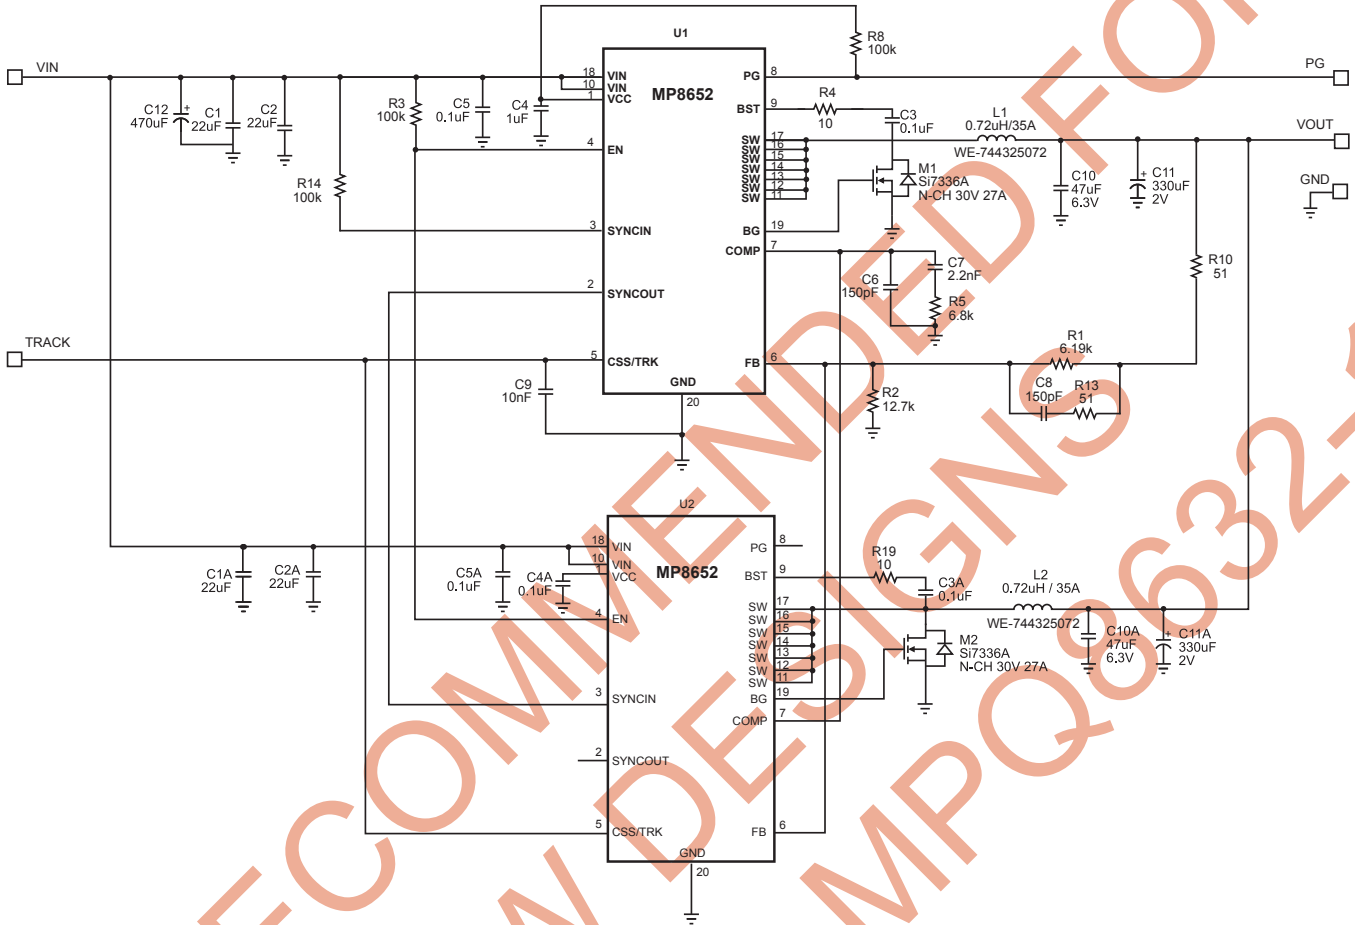 U1
MP8652
VIN
TRACK
PG
VOUT
GND
C12
470uF
+
C1
22uF
C2
22uF
R14
100k
R3
100k
C5
0.1uF
C4
1uF
R8
100k
18 VIN
10 VIN
1 VCC
4 EN
3 SYNCIN
2 SYNCOUT
5 CSS/TRK
GND
20
PG 8
BST 9
SW 17
SW 16
SW 15
SW 14
SW 13
SW 12
SW 11
BG 19
COMP 7
FB 6
R4
10
C3
0.1uF
L1
0.72uH/35A
WE-744325072
M1
Si7336A
N-CH 30V 27A
C10
47uF
6.3V
+ C11
330uF
2V
C6
150pF
C7
2.2nF
R5
6.8k
R10
51
R1
6.19k
C8
150pF
R13
51
R2
12.7k
C9
10nF
U2
MP8652
C1A
22uF
C2A
22uF
C5A
0.1uF
C4A
0.1uF
18 VIN
10 VIN
1 VCC
4 EN
3 SYNCIN
2 SYNCOUT
5 CSS/TRK
GND
20
PG 8
BST 9
SW 17
SW 16
SW 15
SW 14
SW 13
SW 12
SW 11
BG 19
COMP 7
FB 6
R19
10
C3A
0.1uF
L2
0.72uH / 35A
WE-744325072
M2
Si7336A
N-CH 30V 27A
C10A
47uF
6.3V
+ C11A
330uF
2V
ECOMMENDED FO
W DESIGNS
MPQ8632-